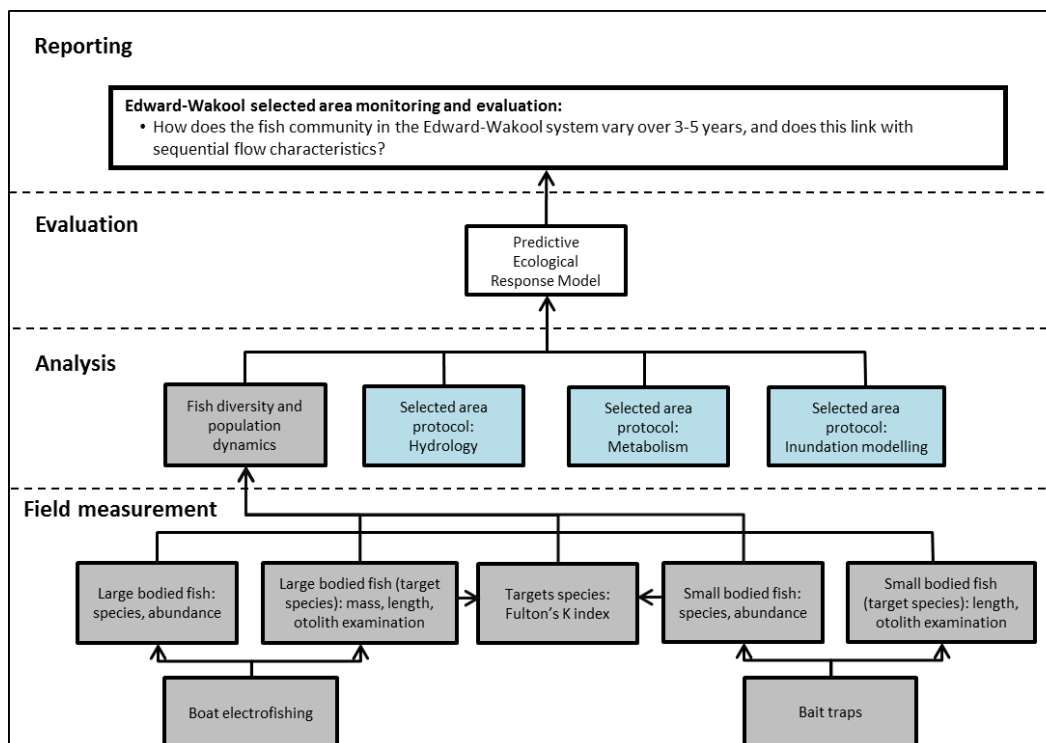 Reporting
Edward-Wakool selected area monitoring and evaluation:
• How does the fish community in the Edward-Wakool system vary over 3-5 years, and does this link with
sequential flow characteristics?
Evaluation
Predictive
Ecological
Response Model
Analysis
Fish diversity and
population
dynamics
Selected area
protocol:
Hydrology
Selected area
protocol:
Metabolism
Selected area
protocol:
Inundation modelling
Field measurement
Large bodied fish:
species, abundance
Large bodied fish (target
species): mass, length,
otolith examination
Targets species:
Fulton's K index
Small bodied fish:
species, abundance
Small bodied fish
(target species): length,
otolith examination
Boat electrofishing
Bait traps